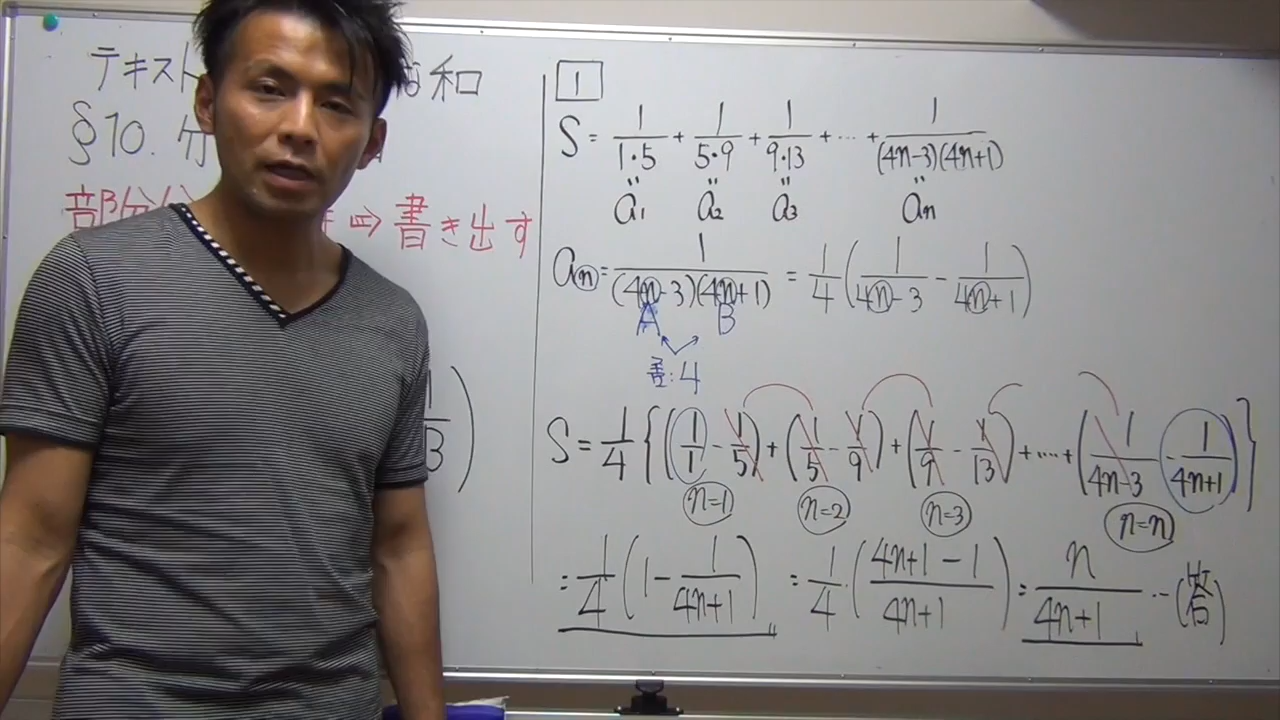 テキスト な和
§10. 分
部分分 ⇒ 書き出す
1/3 )
1
S = 1/(1・5) + 1/(5・9) + 1/(9・13) + … + 1/((4n-3)(4n+1))
a₁ a₂ a₃ aₙ
aₙ = 1/((4n-3)(4n+1)) = 1/4 ( 1/(4n-3) - 1/(4n+1) )
A B
差:4
S = 1/4 { ( 1/1 - 1/5 ) + ( 1/5 - 1/9 ) + ( 1/9 - 1/13 ) + …… + ( 1/(4n-3) - 1/(4n+1) ) }
n=1 n=2 n=3 n=n
= 1/4 ( 1 - 1/(4n+1) ) = 1/4・( (4n+1-1)/(4n+1) ) = n/(4n+1) … (答)